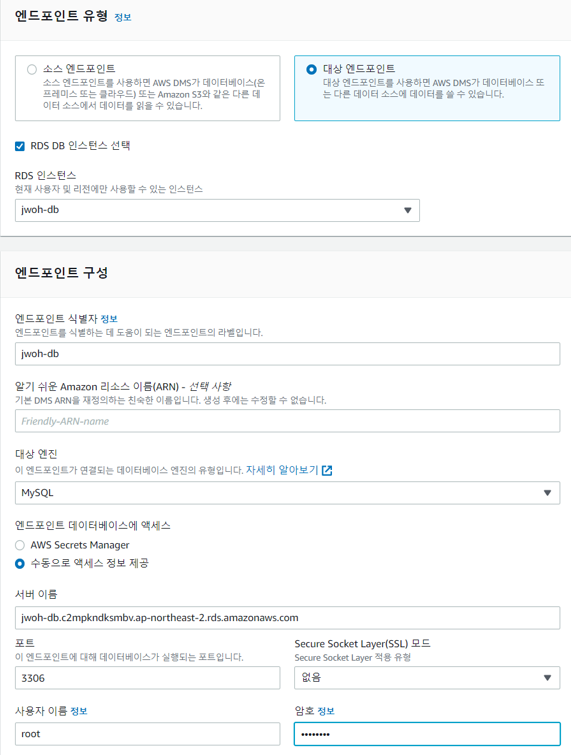 엔드포인트 유형 정보
소스 엔드포인트
소스 엔드포인트를 사용하면 AWS DMS가 데이터베이스(온
프레미스 또는 클라우드) 또는 Amazon S3와 같은 다른 데
이터 소스에서 데이터를 읽을 수 있습니다.
대상 엔드포인트
대상 엔드포인트를 사용하면 AWS DMS가 데이터베이스 또
는 다른 데이터 소스에 데이터를 쓸 수 있습니다.
RDS DB 인스턴스 선택
RDS 인스턴스
현재 사용자 및 리전에만 사용할 수 있는 인스턴스
jwoh-db
엔드포인트 구성
엔드포인트 식별자 정보
엔드포인트를 식별하는 데 도움이 되는 엔드포인트의 라벨입니다.
jwoh-db
알기 쉬운 Amazon 리소스 이름(ARN) - 선택 사항
기본 DMS ARN을 재정의하는 친숙한 이름입니다. 생성 후에는 수정할 수 없습니다.
Friendly-ARN-name
대상 엔진
이 엔드포인트가 연결되는 데이터베이스 엔진의 유형입니다. 자세히 알아보기
MySQL
엔드포인트 데이터베이스에 액세스
AWS Secrets Manager
수동으로 액세스 정보 제공
서버 이름
jwoh-db.c2mpkndksmbv.ap-northeast-2.rds.amazonaws.com
포트
이 엔드포인트에 대해 데이터베이스가 실행되는 포트입니다.
3306
Secure Socket Layer(SSL) 모드
Secure Socket Layer 적용 유형
없음
사용자 이름 정보
root
암호 정보
••••••••